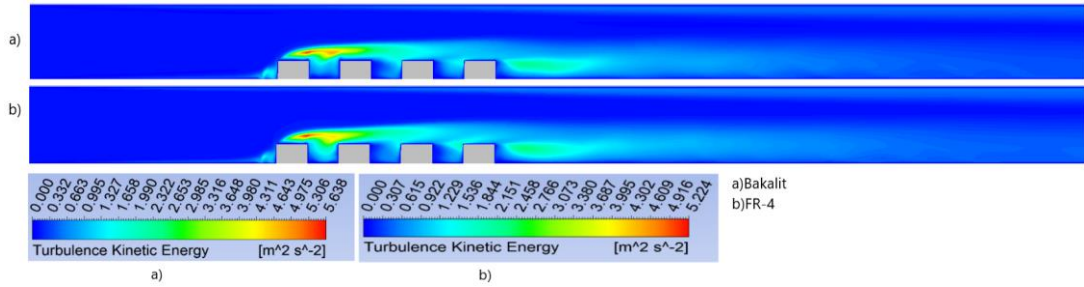 a)
b)
0.000 0.332 0.663 0.995 1.327 1.658 1.990 2.322 2.653 2.985 3.316 3.648 3.980 4.311 4.643 4.975 5.306 5.638
Turbulence Kinetic Energy [m^2 s^-2]
a)
0.000 0.307 0.615 0.922 1.229 1.536 1.844 2.151 2.458 2.766 3.073 3.380 3.687 3.995 4.302 4.609 4.916 5.224
Turbulence Kinetic Energy [m^2 s^-2]
b)
a)Bakalit
b)FR-4